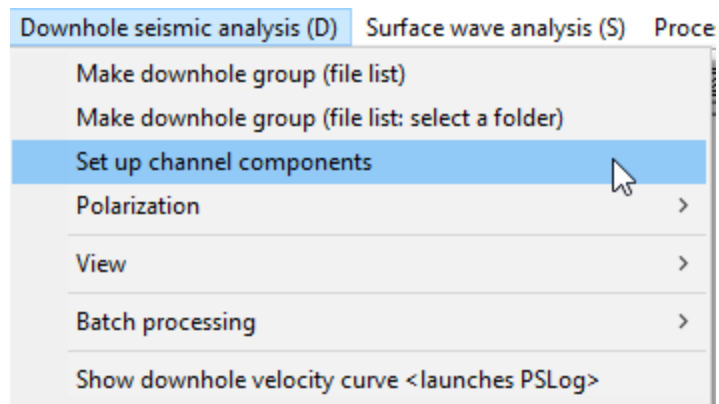 Downhole seismic analysis (D) Surface wave analysis (S) Proce
Make downhole group (file list)
Make downhole group (file list: select a folder)
Set up channel components
Polarization
View
Batch processing
Show downhole velocity curve <launches PSLog>